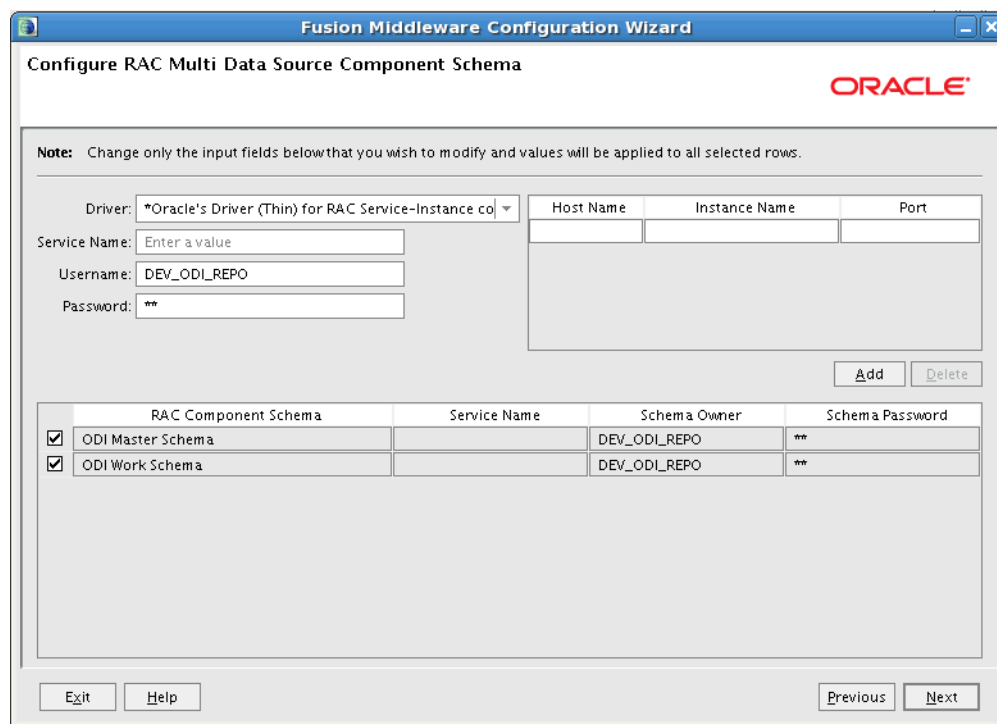 Fusion Middleware Configuration Wizard
Configure RAC Multi Data Source Component Schema
ORACLE
Note: Change only the input fields below that you wish to modify and values will be applied to all selected rows.
Driver: *Oracle's Driver (Thin) for RAC Service-Instance co
Host Name Instance Name Port
Service Name: Enter a value
Username: DEV_ODI_REPO
Password: **
Add Delete
RAC Component Schema Service Name Schema Owner Schema Password
ODI Master Schema DEV_ODI_REPO **
ODI Work Schema DEV_ODI_REPO **
Exit Help Previous Next